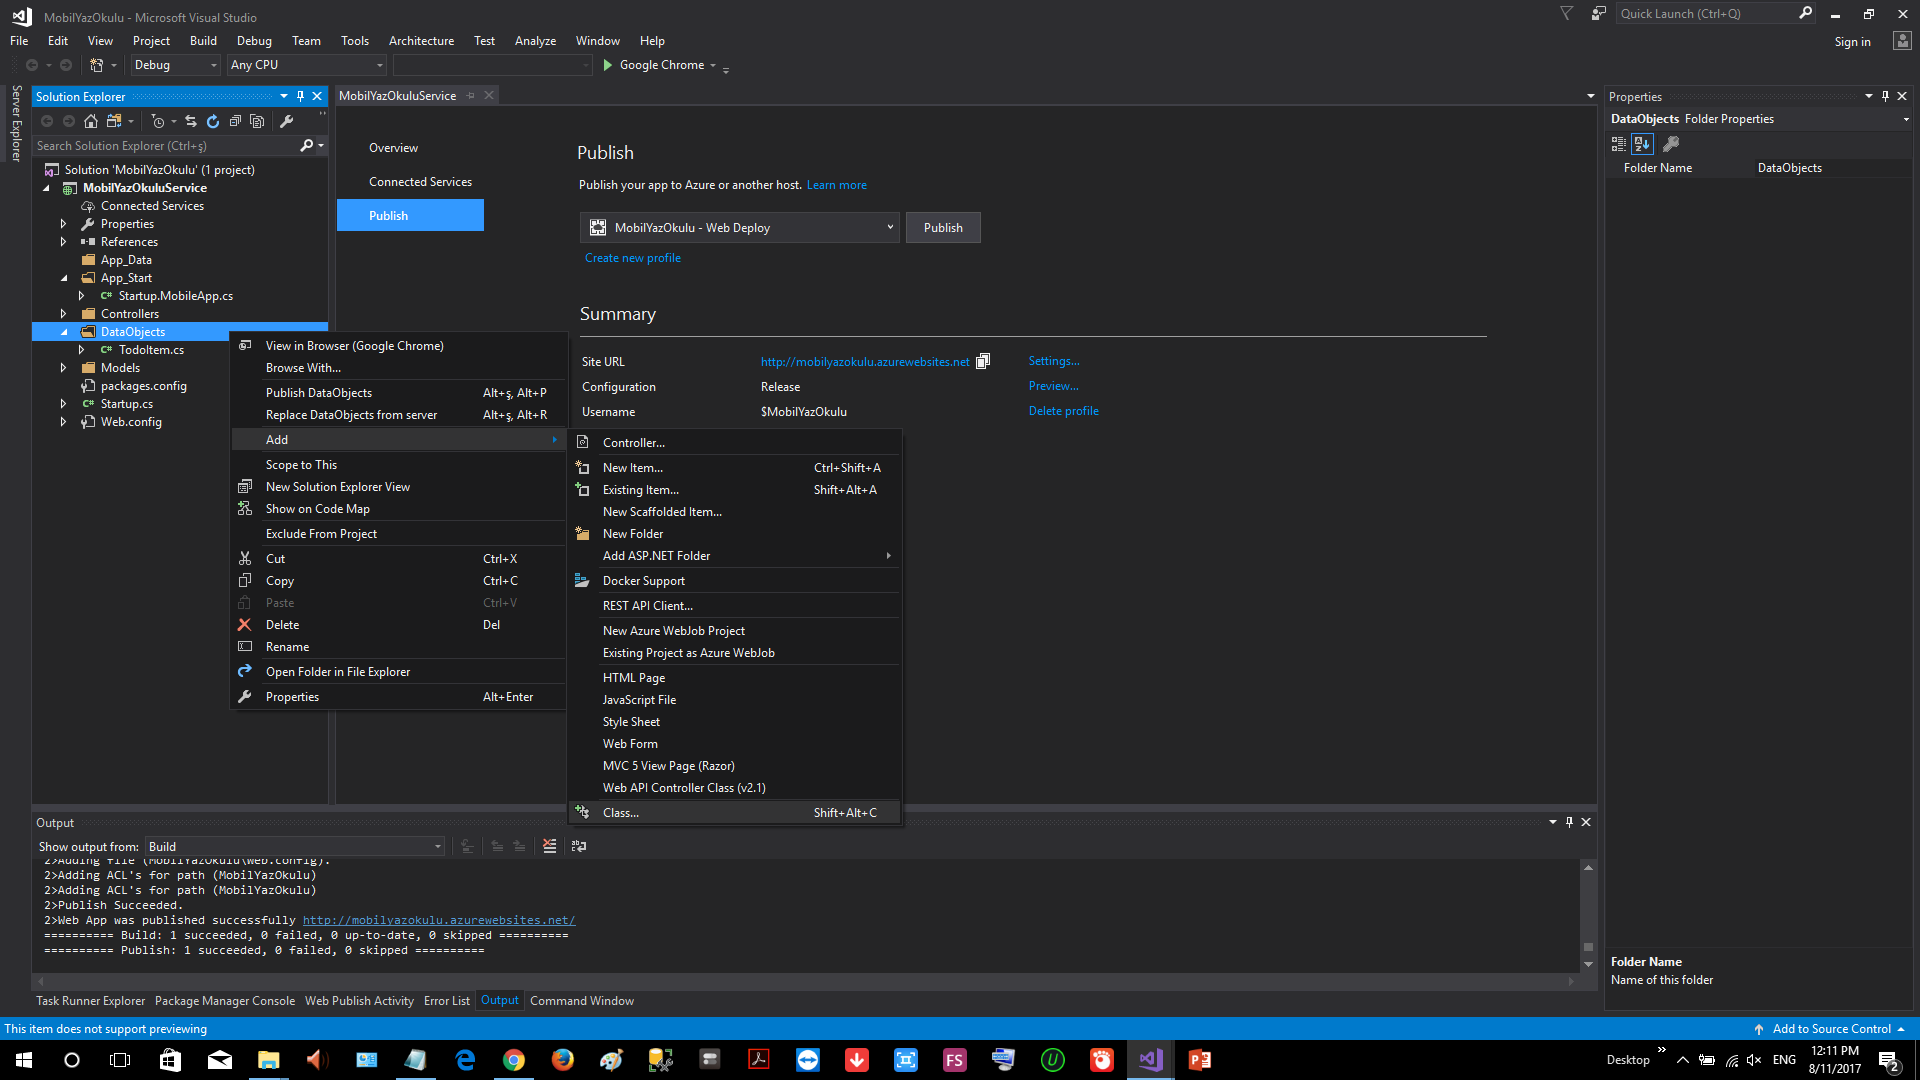 MobilYazOkulu - Microsoft Visual Studio
Quick Launch (Ctrl+Q)
File Edit View Project Build Debug Team Tools Architecture Test Analyze Window Help
Sign in
Debug Any CPU Google Chrome
Server Explorer
Solution Explorer
Search Solution Explorer (Ctrl+ş)
Solution 'MobilYazOkulu' (1 project)
MobilYazOkuluService
Connected Services
Properties
References
App_Data
App_Start
Startup.MobileApp.cs
Controllers
DataObjects
TodoItem.cs
Models
packages.config
Startup.cs
Web.config
MobilYazOkuluService
Overview
Connected Services
Publish
Publish
Publish your app to Azure or another host. Learn more
MobilYazOkulu - Web Deploy
Publish
Create new profile
Summary
Site URL http://mobilyazokulu.azurewebsites.net Settings...
Configuration Release Preview...
Username $MobilYazOkulu Delete profile
View in Browser (Google Chrome)
Browse With...
Publish DataObjects Alt+ş, Alt+P
Replace DataObjects from server Alt+ş, Alt+R
Add
Scope to This
New Solution Explorer View
Show on Code Map
Exclude From Project
Cut Ctrl+X
Copy Ctrl+C
Paste Ctrl+V
Delete Del
Rename
Open Folder in File Explorer
Properties Alt+Enter
Controller...
New Item... Ctrl+Shift+A
Existing Item... Shift+Alt+A
New Scaffolded Item...
New Folder
Add ASP.NET Folder
Docker Support
REST API Client...
New Azure WebJob Project
Existing Project as Azure WebJob
HTML Page
JavaScript File
Style Sheet
Web Form
MVC 5 View Page (Razor)
Web API Controller Class (v2.1)
Class... Shift+Alt+C
Properties
DataObjects Folder Properties
Folder Name DataObjects
Folder Name
Name of this folder
Output
Show output from: Build
2>Adding file (MobilYazOkulu\Web.config).
2>Adding ACL's for path (MobilYazOkulu)
2>Adding ACL's for path (MobilYazOkulu)
2>Publish Succeeded.
2>Web App was published successfully http://mobilyazokulu.azurewebsites.net/
========== Build: 1 succeeded, 0 failed, 0 up-to-date, 0 skipped ==========
========== Publish: 1 succeeded, 0 failed, 0 skipped ==========
Task Runner Explorer Package Manager Console Web Publish Activity Error List Output Command Window
This item does not support previewing
Add to Source Control
FS
Desktop
ENG
12:11 PM
8/11/2017
2